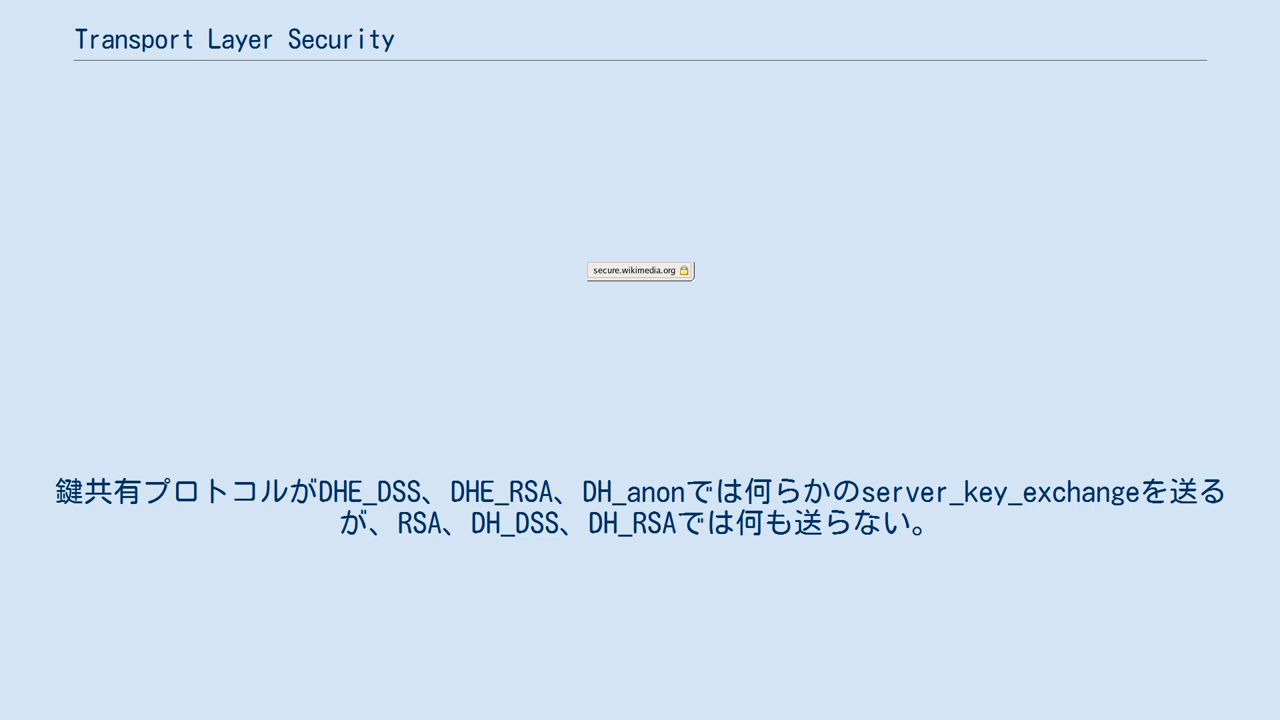 Transport Layer Security
secure.wikimedia.org
鍵共有プロトコルがDHE_DSS、DHE_RSA、DH_anonでは何らかのserver_key_exchangeを送る
が、RSA、DH_DSS、DH_RSAでは何も送らない。